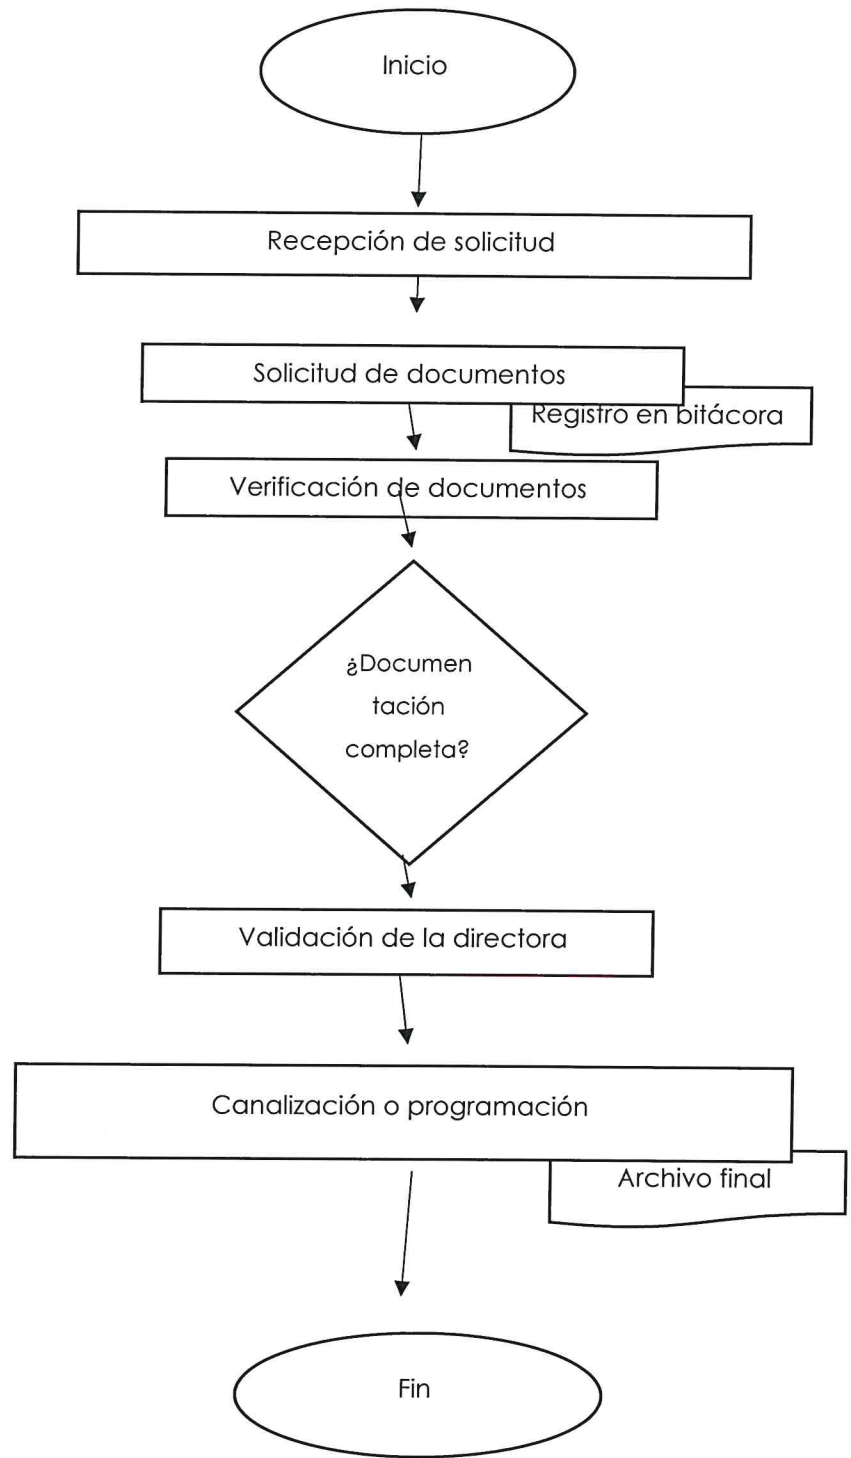 Inicio
Recepción de solicitud
Solicitud de documentos
Registro en bitácora
Verificación de documentos
¿Documen
tación
completa?
Validación de la directora
Canalización o programación
Archivo final
Fin